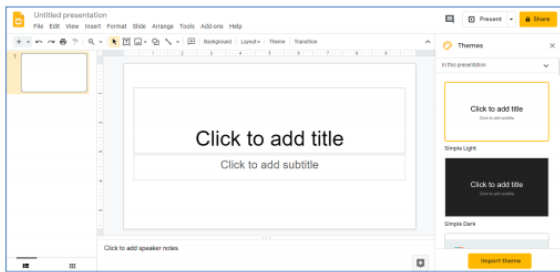 Untitled presentation
File Edit View Insert Format Slide Arrange Tools Add-ons Help
Present
Share
Background Layout Theme Transition
Themes
In this presentation
1
Click to add title
Click to add subtitle
Click to add title
Click to add subtitle
Simple Light
Click to add title
Click to add subtitle
Simple Dark
Click to add speaker notes
Import theme